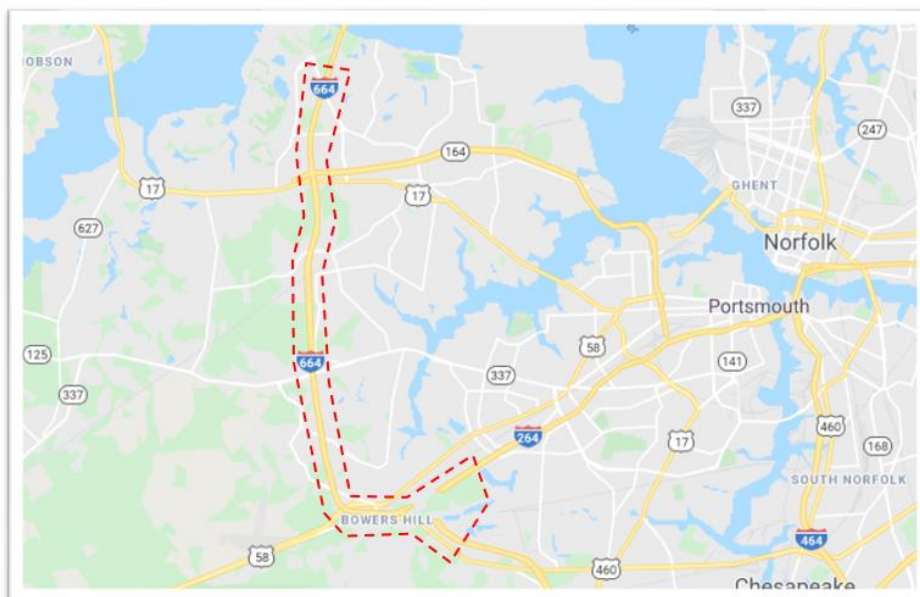 OBSON
664
337
247
164
17
17
GHENT
627
Norfolk
Portsmouth
125
664
58
141
337
337
264
17
460
168
SOUTH NORFOLK
BOWERS HILL
58
464
460
Chesapeake